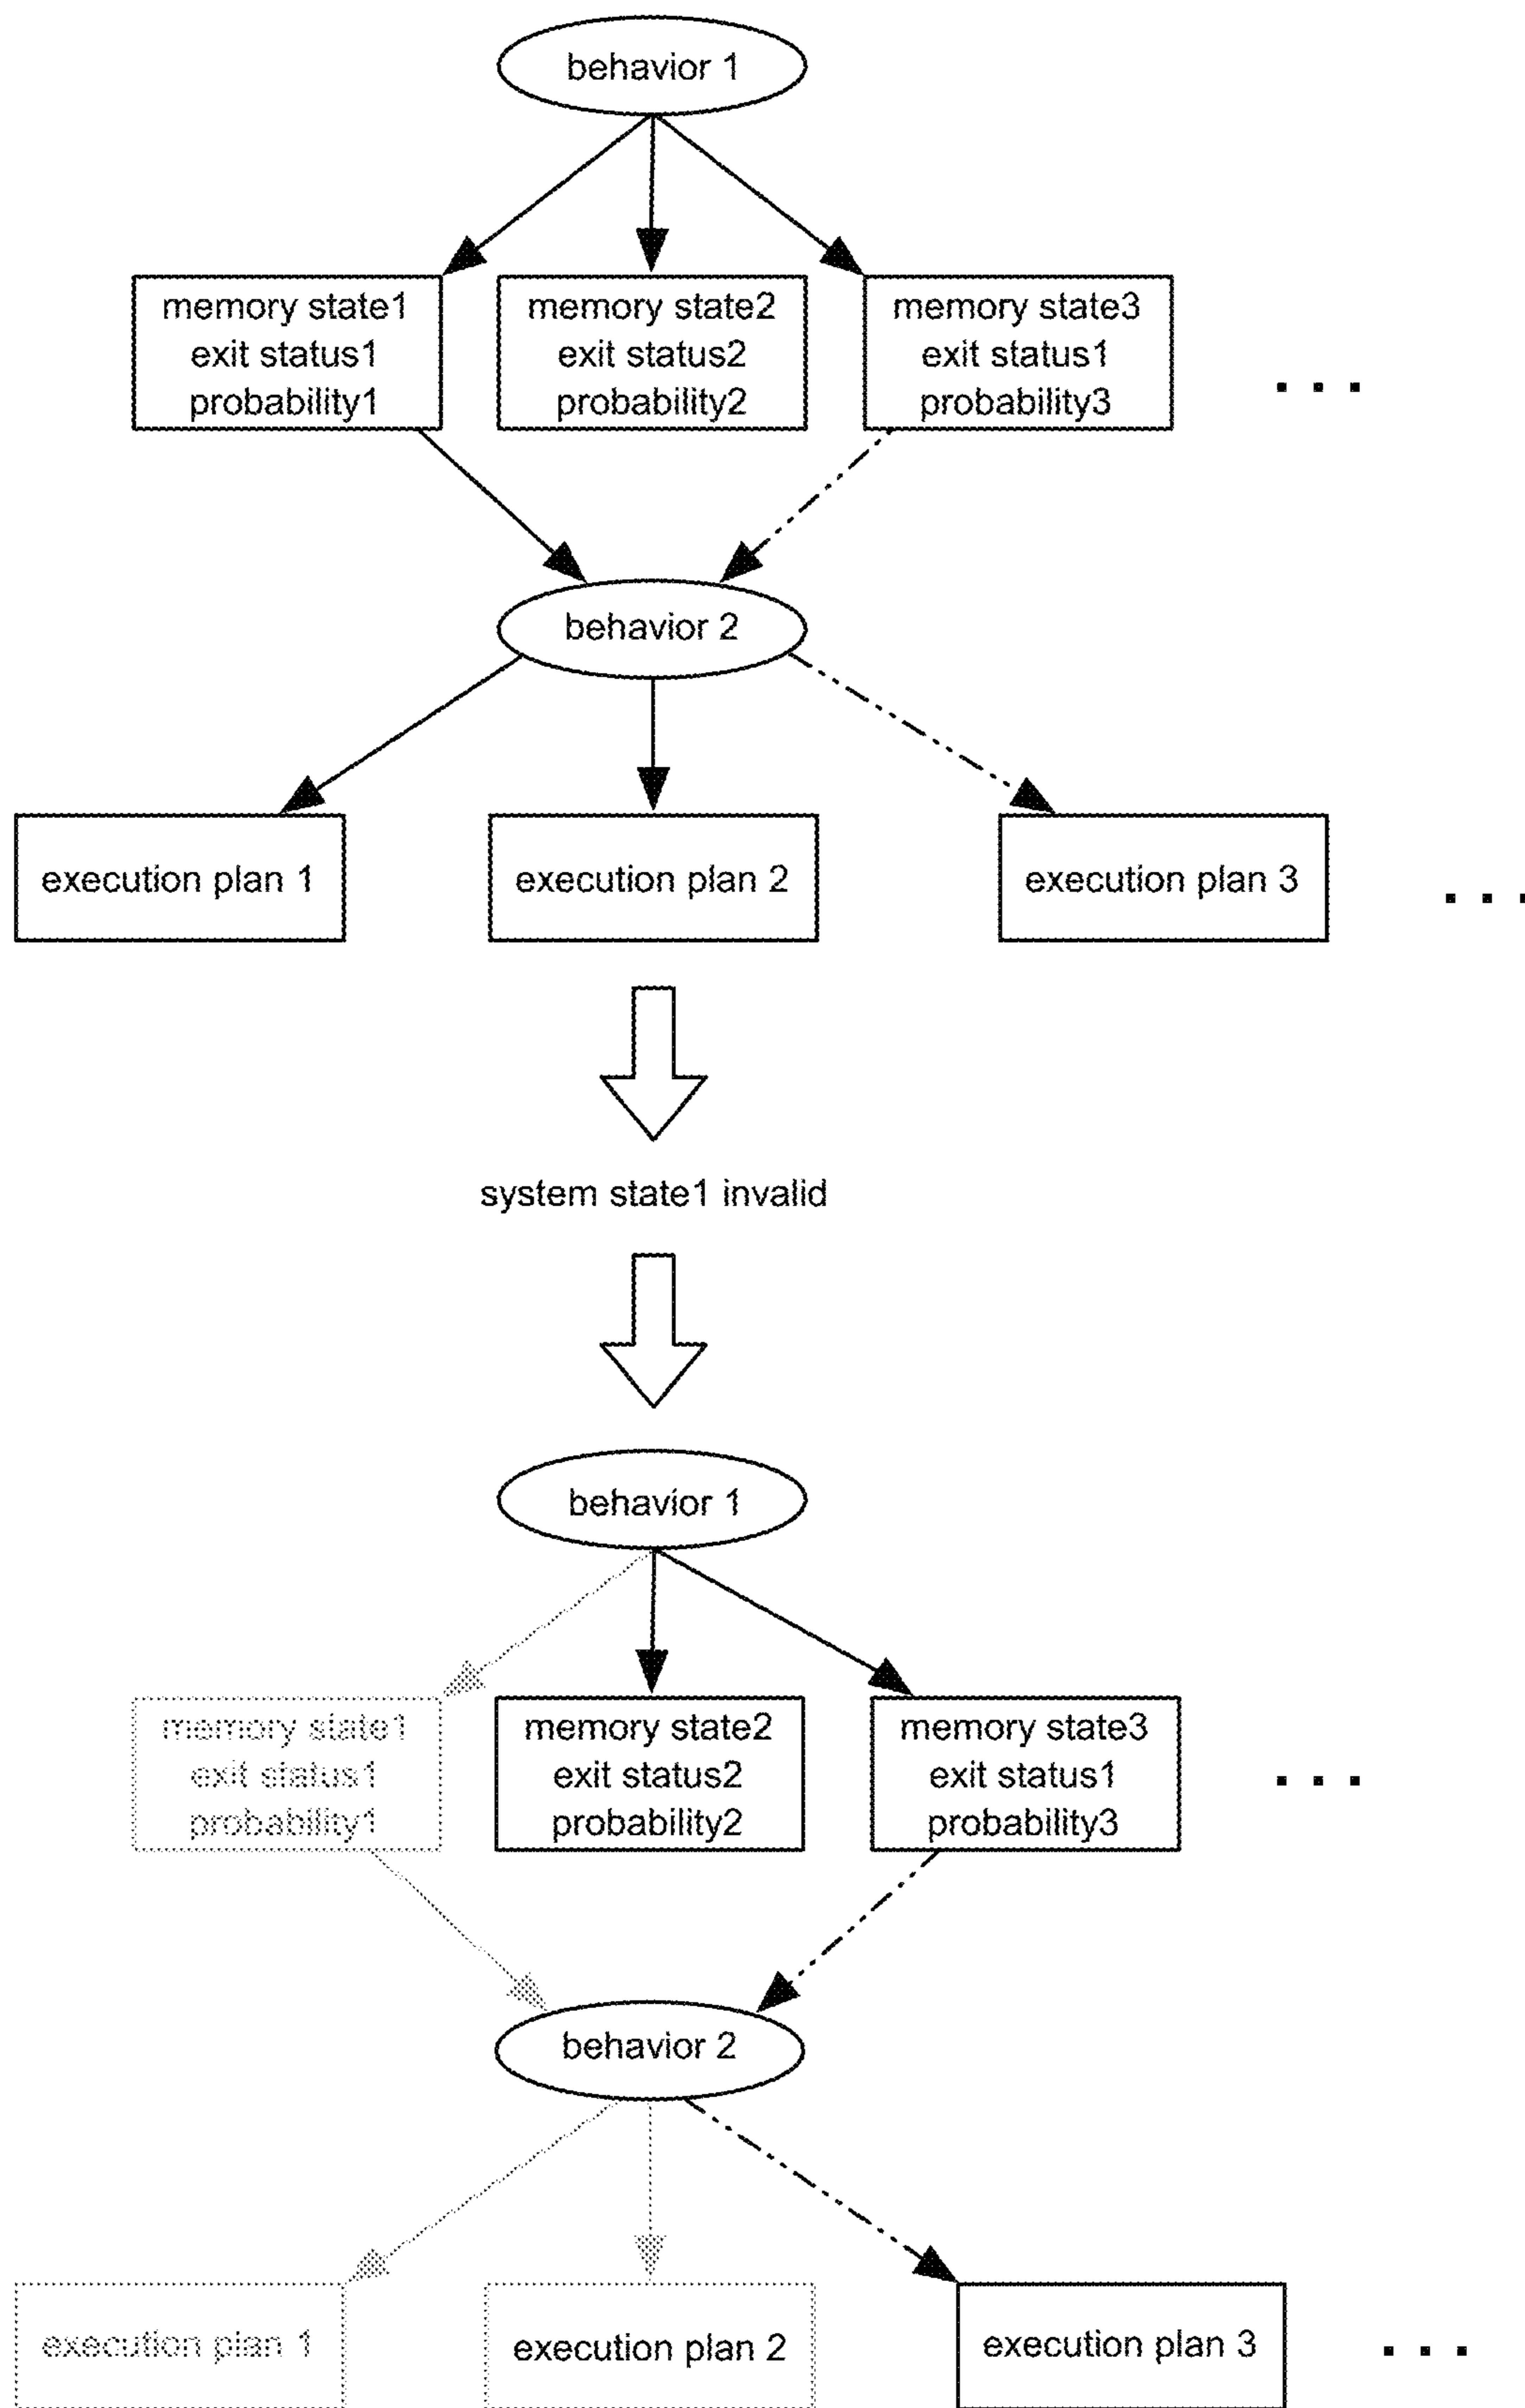 behavior 1
memory state1
exit status1
probability1
memory state2
exit status2
probability2
memory state3
exit status1
probability3
. . .
behavior 2
execution plan 1
execution plan 2
execution plan 3
. . .
system state1 invalid
behavior 1
memory state1
exit status1
probability1
memory state2
exit status2
probability2
memory state3
exit status1
probability3
. . .
behavior 2
execution plan 1
execution plan 2
execution plan 3
. . .